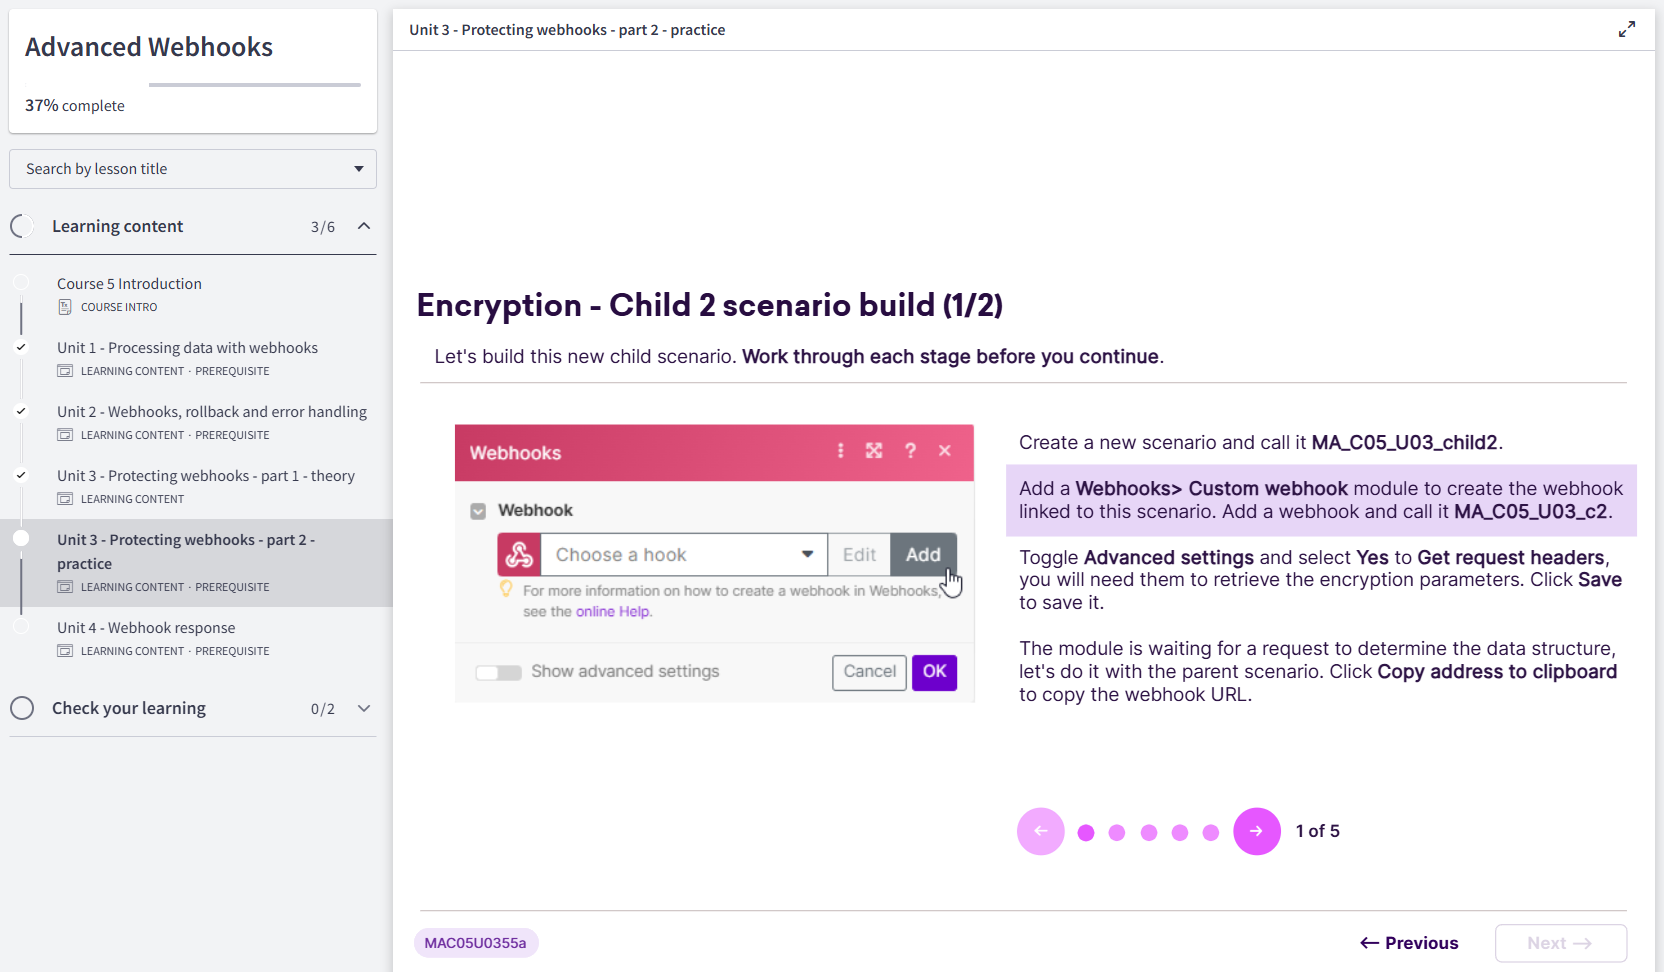 Advanced Webhooks
37% complete
Search by lesson title
Learning content 3/6
Course 5 Introduction
COURSE INTRO
Unit 1 - Processing data with webhooks
LEARNING CONTENT · PREREQUISITE
Unit 2 - Webhooks, rollback and error handling
LEARNING CONTENT · PREREQUISITE
Unit 3 - Protecting webhooks - part 1 - theory
LEARNING CONTENT
Unit 3 - Protecting webhooks - part 2 -
practice
LEARNING CONTENT · PREREQUISITE
Unit 4 - Webhook response
LEARNING CONTENT · PREREQUISITE
Check your learning 0/2
Unit 3 - Protecting webhooks - part 2 - practice
Encryption - Child 2 scenario build (1/2)
Let's build this new child scenario. Work through each stage before you continue.
Webhooks
Webhook
Choose a hook Edit Add
For more information on how to create a webhook in Webhooks,
see the online Help.
Show advanced settings Cancel OK
Create a new scenario and call it MA_C05_U03_child2.
Add a Webhooks> Custom webhook module to create the webhook
linked to this scenario. Add a webhook and call it MA_C05_U03_c2.
Toggle Advanced settings and select Yes to Get request headers,
you will need them to retrieve the encryption parameters. Click Save
to save it.
The module is waiting for a request to determine the data structure,
let's do it with the parent scenario. Click Copy address to clipboard
to copy the webhook URL.
1 of 5
MAC05U0355a
Previous
Next